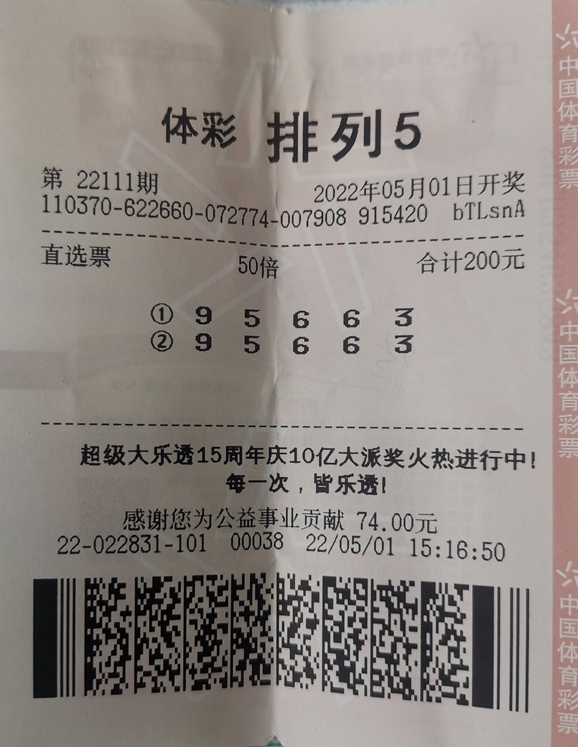 体彩 排列5
第 22111期 2022年05月01日开奖
110370-622660-072774-007908 915420 bTLsnA
直选票 50倍 合计200元
① 9 5 6 6 3
② 9 5 6 6 3
超级大乐透15周年庆10亿大派奖火热进行中!
每一次，皆乐透!
感谢您为公益事业贡献 74.00元
22-022831-101 00038 22/05/01 15:16:50
中国体育彩票
中国体育彩票
中国体育彩票